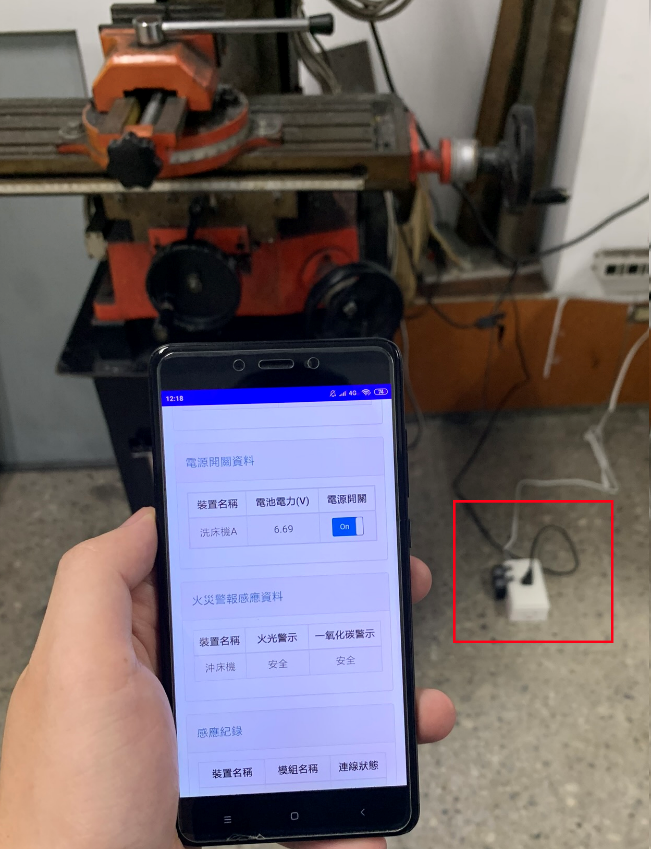 12:18
4G
74
電源開關資料
裝置名稱 電池電力(V) 電源開關
洗床機A 6.69 On
火災警報感應資料
裝置名稱 火光警示 一氧化碳警示
沖床機 安全 安全
感應紀錄
裝置名稱 模組名稱 連線狀態